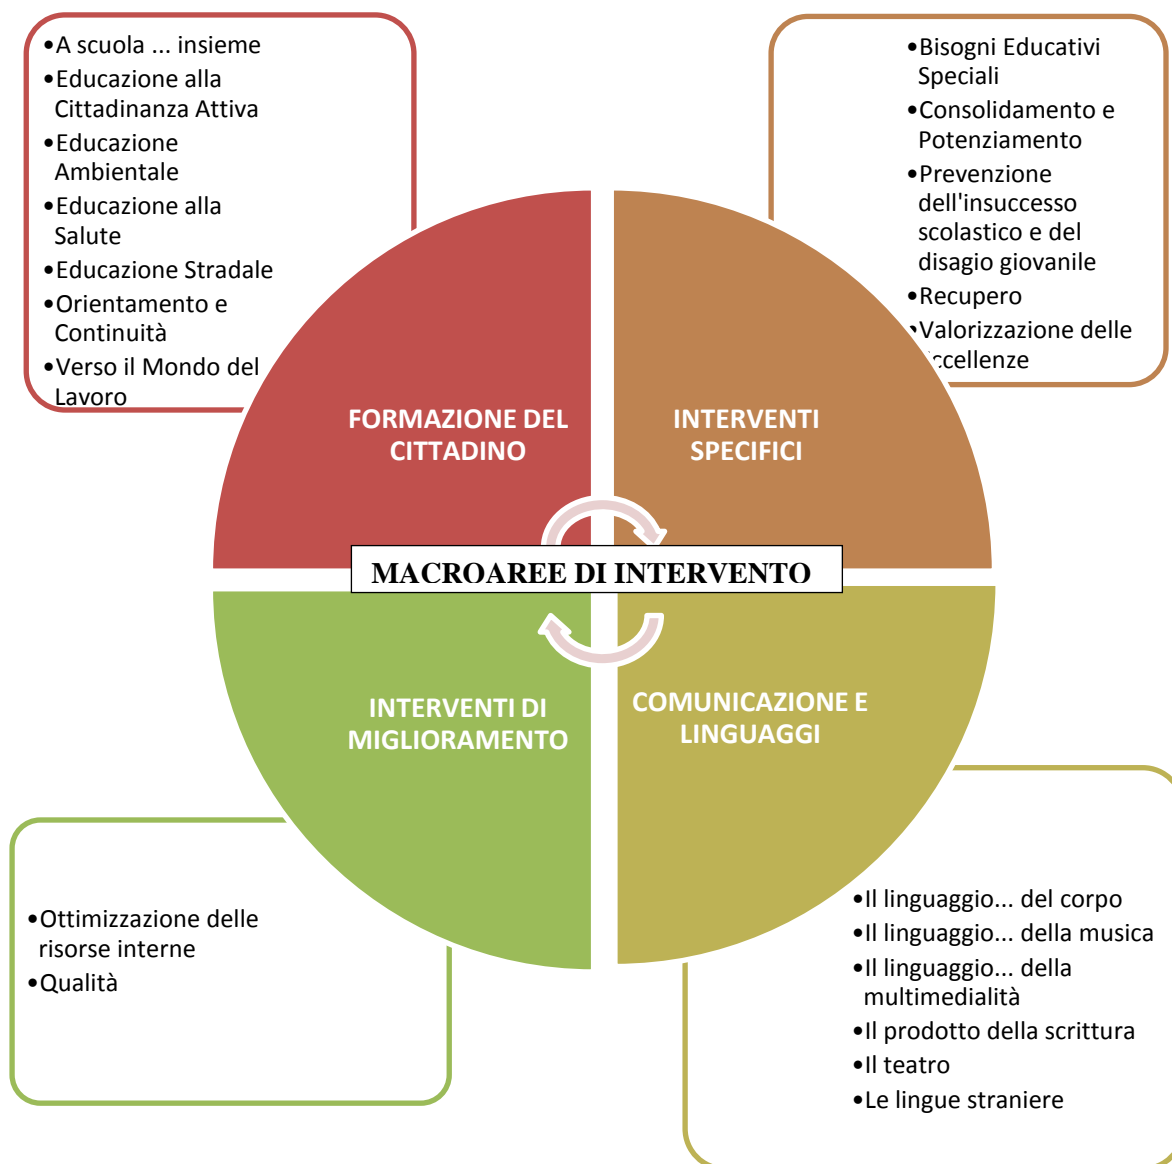 •A scuola ... insieme
•Educazione alla
Cittadinanza Attiva
•Educazione
Ambientale
•Educazione alla
Salute
•Educazione Stradale
•Orientamento e
Continuità
•Verso il Mondo del
Lavoro
•Bisogni Educativi
Speciali
•Consolidamento e
Potenziamento
•Prevenzione
dell'insuccesso
scolastico e del
disagio giovanile
•Recupero
•Valorizzazione delle
ccellenze
FORMAZIONE DEL
CITTADINO
INTERVENTI
SPECIFICI
MACROAREE DI INTERVENTO
INTERVENTI DI
MIGLIORAMENTO
COMUNICAZIONE E
LINGUAGGI
•Ottimizzazione delle
risorse interne
•Qualità
•Il linguaggio... del corpo
•Il linguaggio... della musica
•Il linguaggio... della
multimedialità
•Il prodotto della scrittura
•Il teatro
•Le lingue straniere